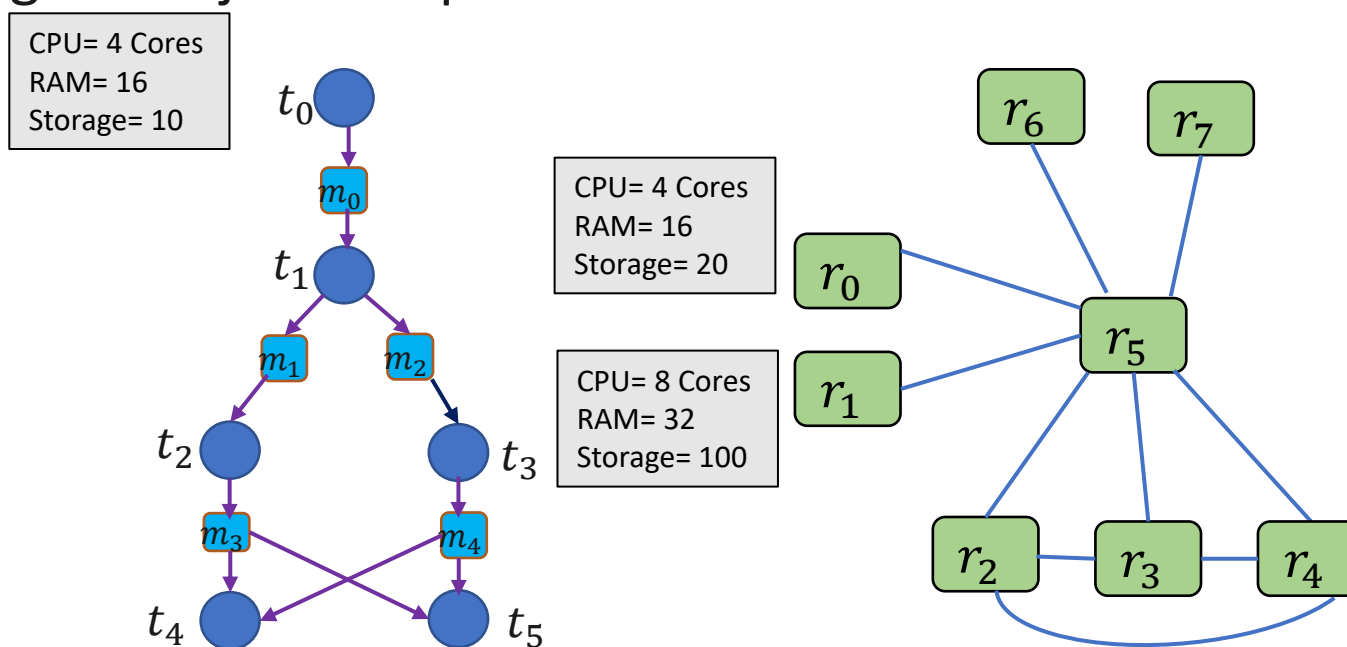 CPU= 4 Cores
RAM= 16
Storage= 10
t₀
m₀
t₁
m₁
m₂
t₂
t₃
m₃
m₄
t₄
t₅
CPU= 4 Cores
RAM= 16
Storage= 20
CPU= 8 Cores
RAM= 32
Storage= 100
r₆
r₇
r₀
r₅
r₁
r₂
r₃
r₄